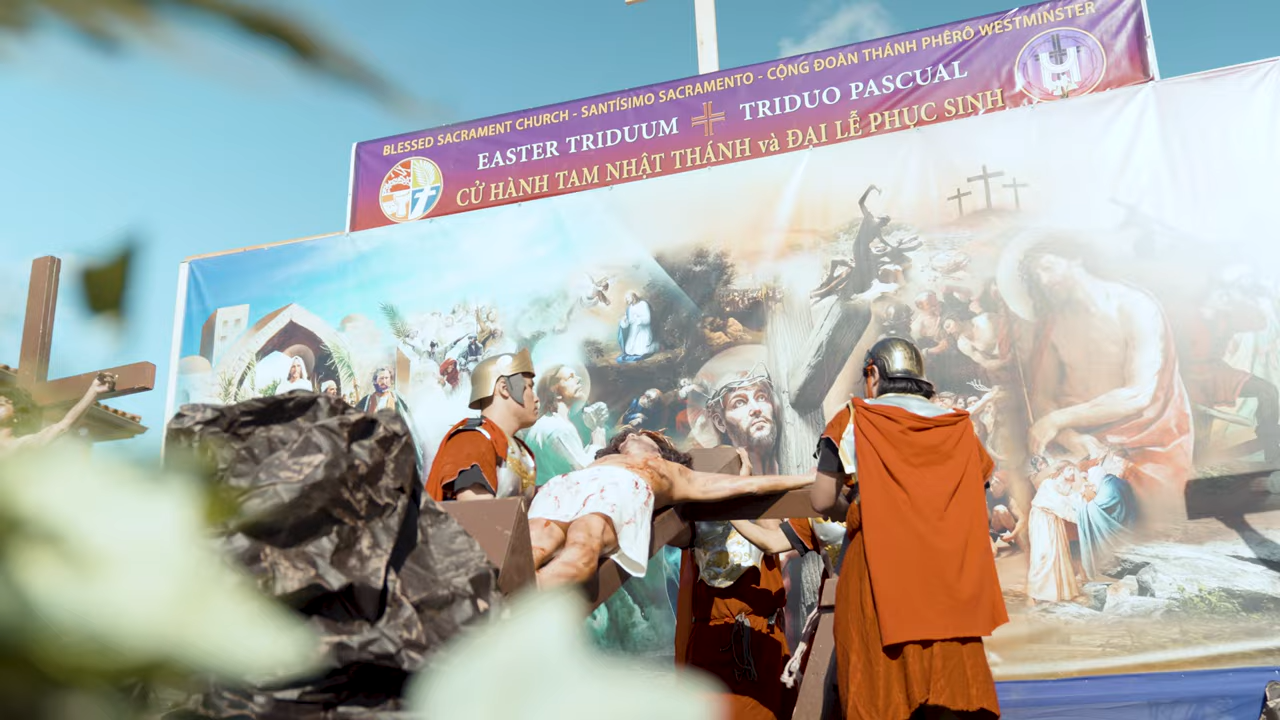 BLESSED SACRAMENT CHURCH - SANTÍSIMO SACRAMENTO - CỘNG ĐOÀN THÁNH PHÊRÔ WESTMINSTER
EASTER TRIDUUM TRIDUO PASCUAL
CỬ HÀNH TAM NHẬT THÁNH và ĐẠI LỄ PHỤC SINH